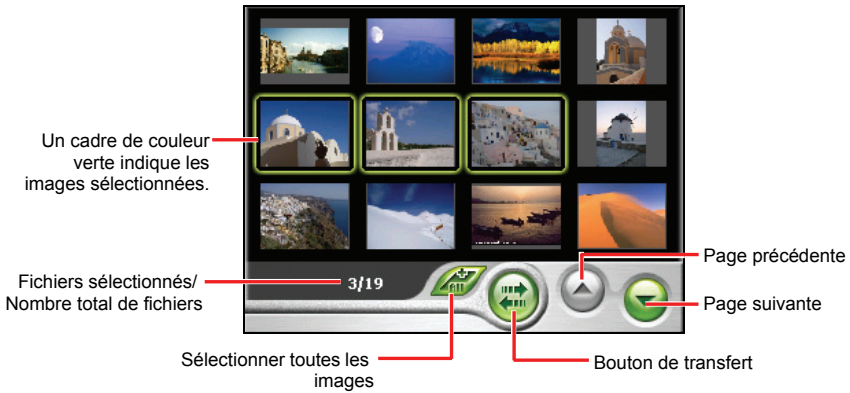 Un cadre de couleur
verte indique les
images sélectionnées.
Fichiers sélectionnés/
Nombre total de fichiers
3/19
All
Page précédente
Page suivante
Sélectionner toutes les
images
Bouton de transfert